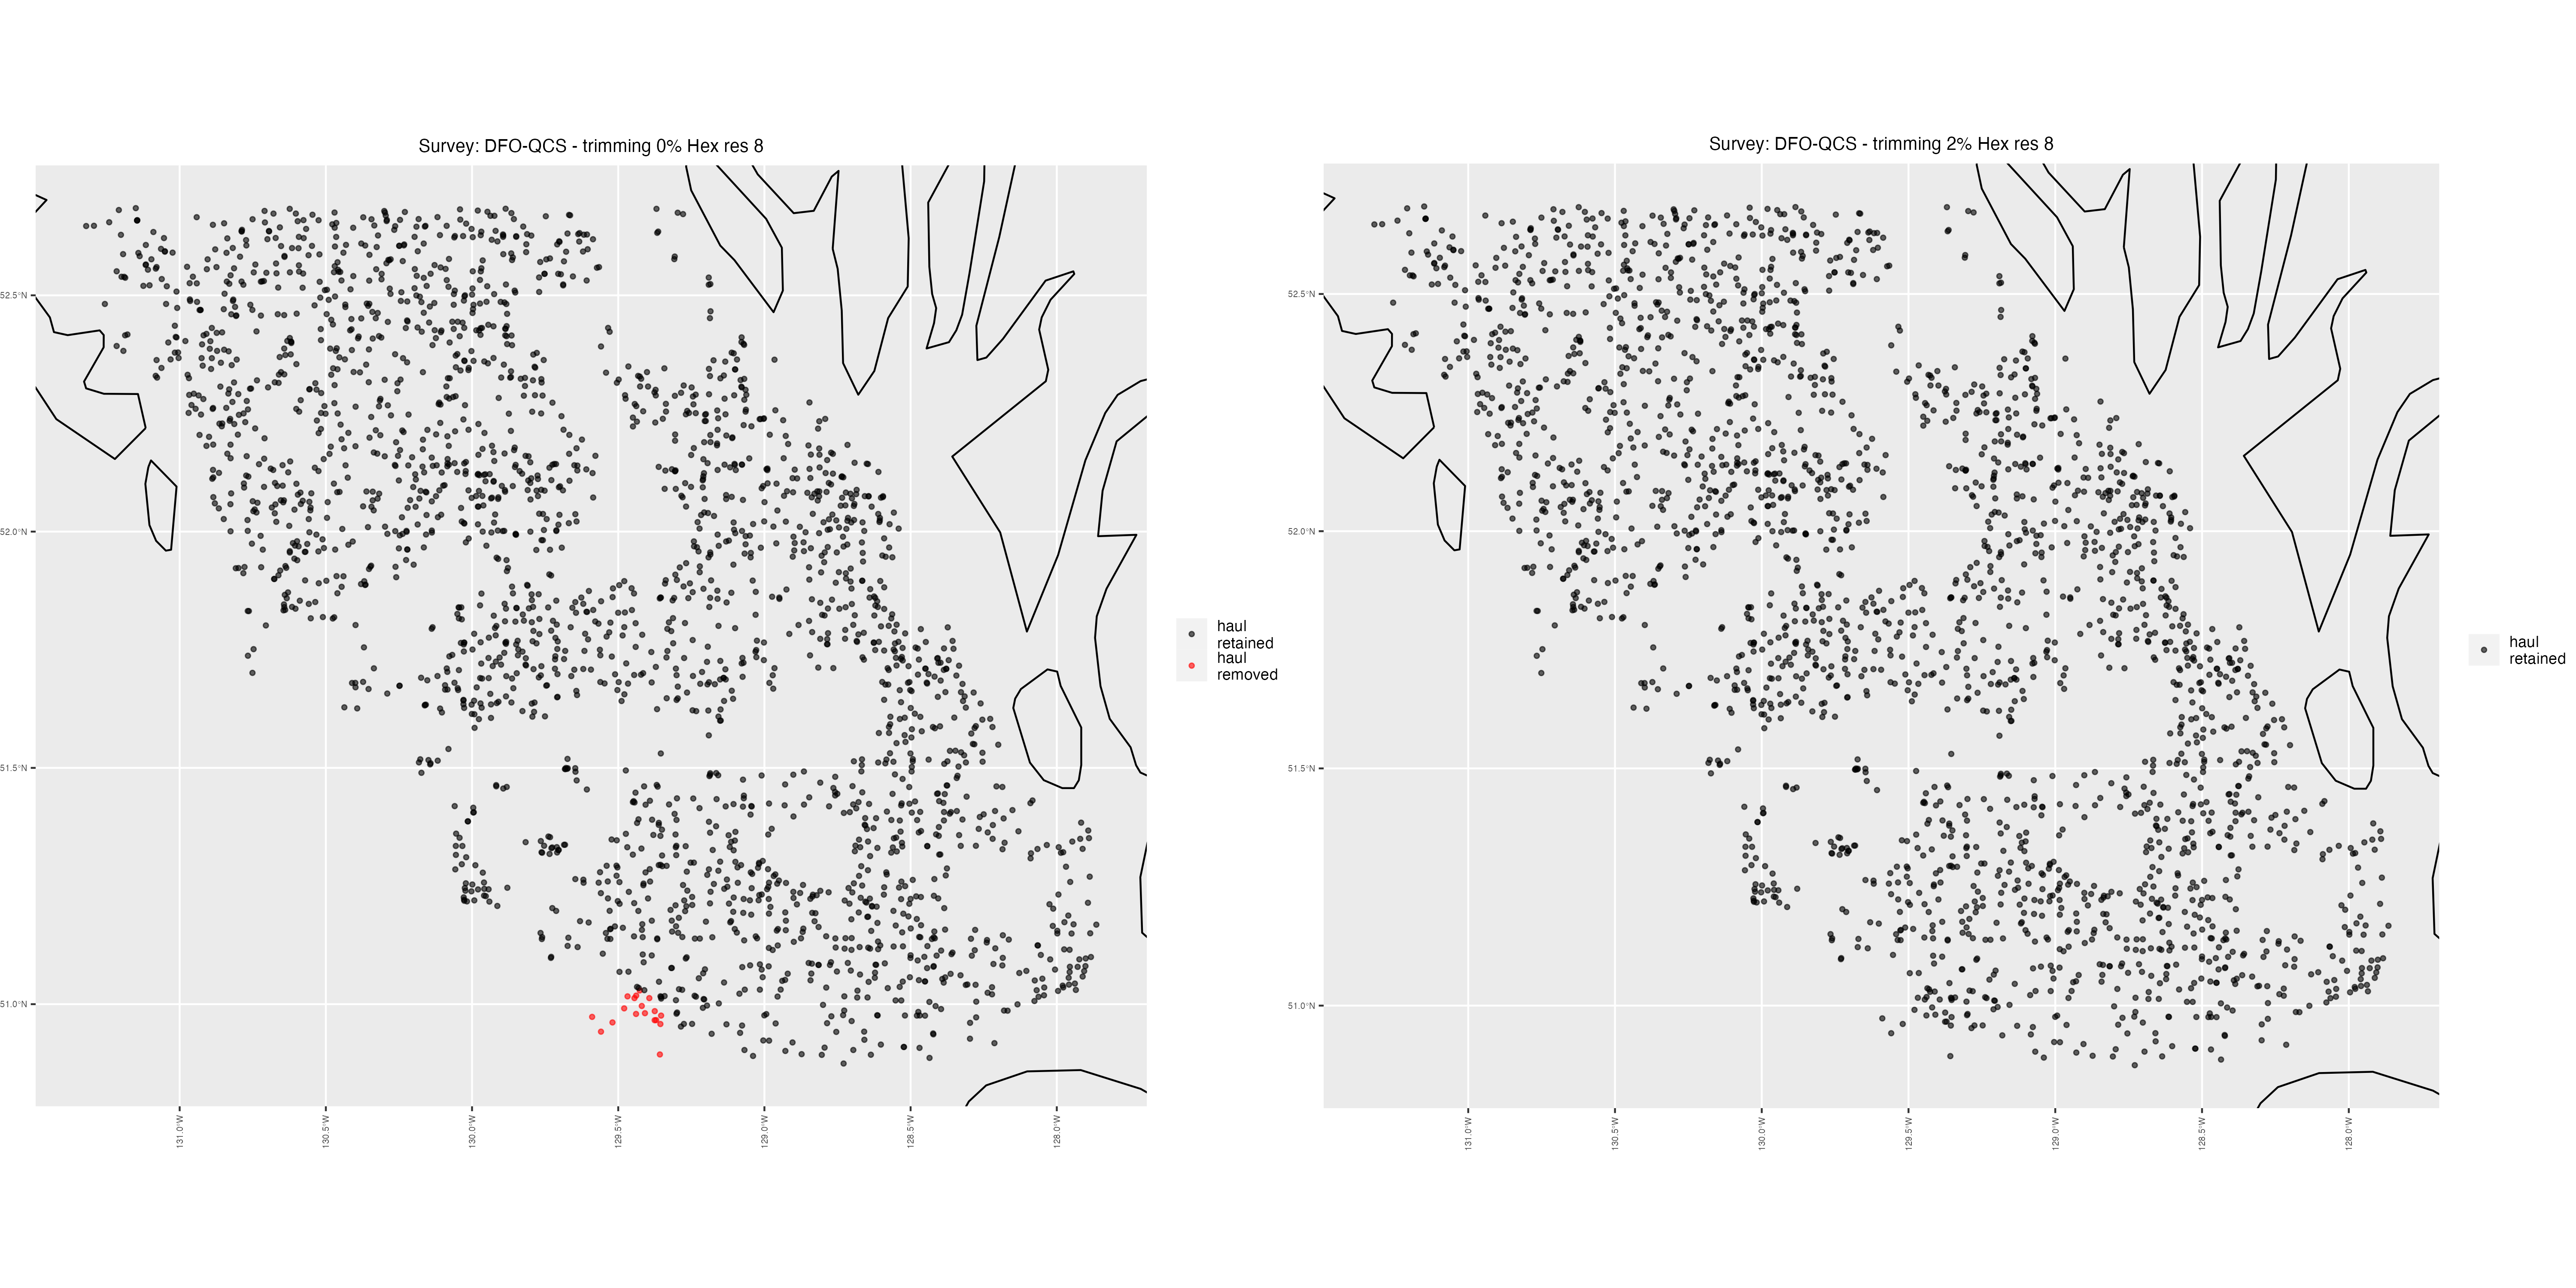 Survey: DFO-QCS - trimming 0% Hex res 8
52.5°N
52.0°N
51.5°N
51.0°N
131.0°W
130.5°W
130.0°W
129.5°W
129.0°W
128.5°W
128.0°W
haul
retained
haul
removed
Survey: DFO-QCS - trimming 2% Hex res 8
52.5°N
52.0°N
51.5°N
51.0°N
131.0°W
130.5°W
130.0°W
129.5°W
129.0°W
128.5°W
128.0°W
haul
retained